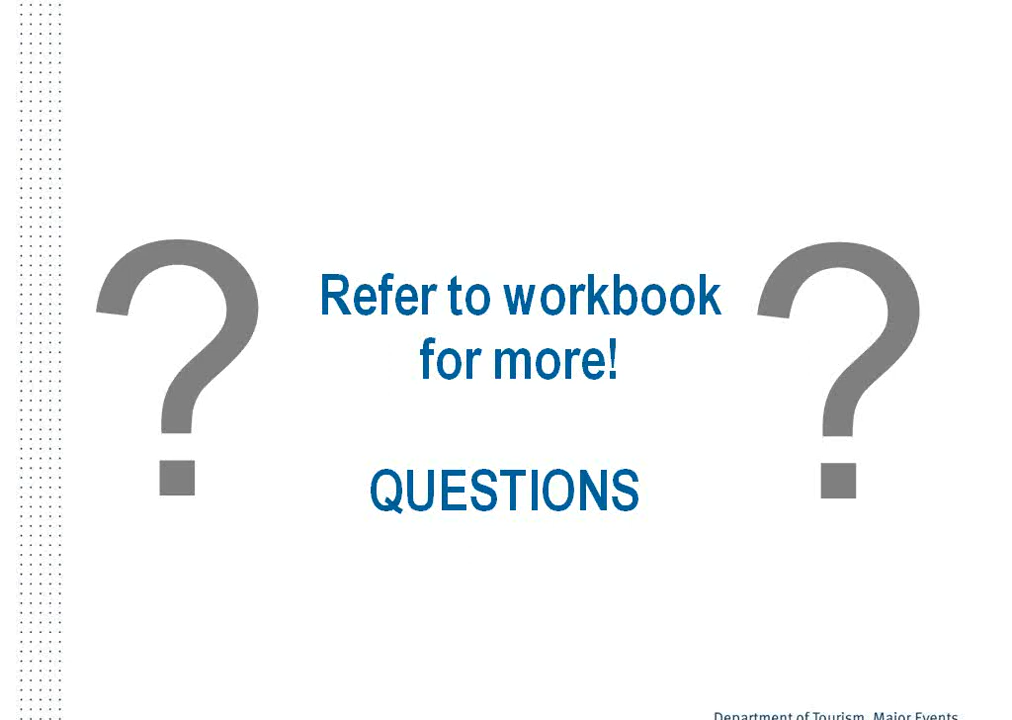 ?
Refer to workbook
for more!
?
QUESTIONS
Department of Tourism, Major Events